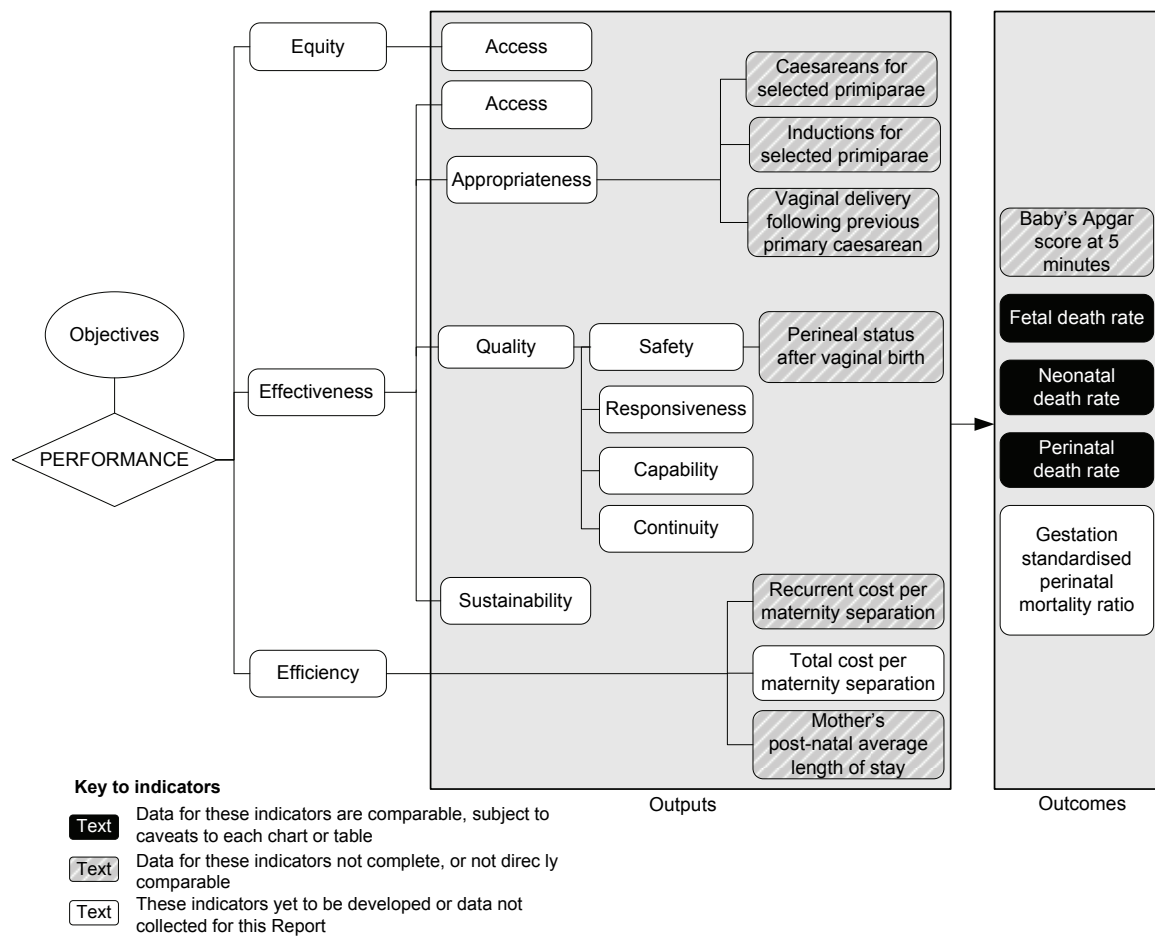 Equity
Access
Caesareans for
selected primiparae
Access
Inductions for
selected primiparae
Appropriateness
Vaginal delivery
following previous
primary caesarean
Baby's Apgar
score at 5
minutes
Objectives
Fetal death rate
Quality
Safety
Perineal status
after vaginal birth
Effectiveness
Neonatal
death rate
Responsiveness
PERFORMANCE
Perinatal
death rate
Capability
Continuity
Gestation
standardised
perinatal
mortality ratio
Sustainability
Recurrent cost per
maternity separation
Efficiency
Total cost per
maternity separation
Mother's
post-natal average
length of stay
Outputs
Outcomes
Key to indicators
Text Data for these indicators are comparable, subject to
caveats to each chart or table
Text Data for these indicators not complete, or not direc ly
comparable
Text These indicators yet to be developed or data not
collected for this Report